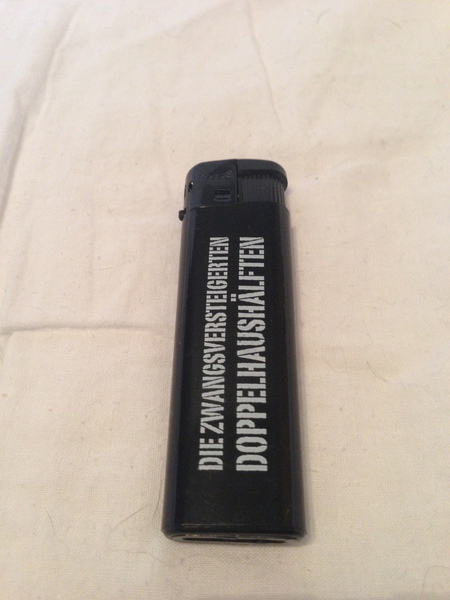 DIE ZWANGSVERSTEIGERTEN
DOPPELHAUSHÄLFTEN